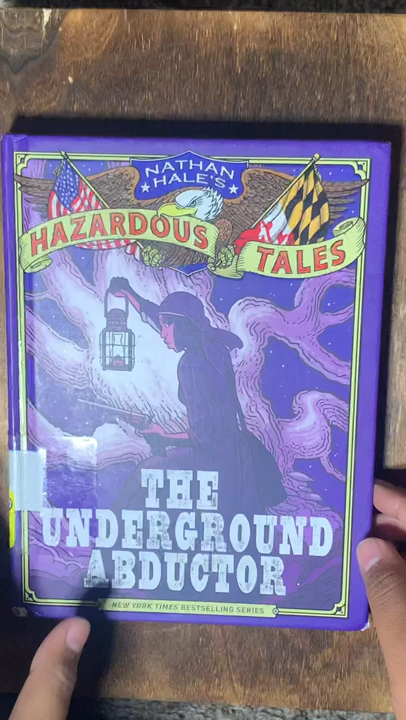 NATHAN
HALE'S
HAZARDOUS
TALES
THE
UNDERGROUND
ABDUCTOR
NEW YORK TIMES BESTSELLING SERIES